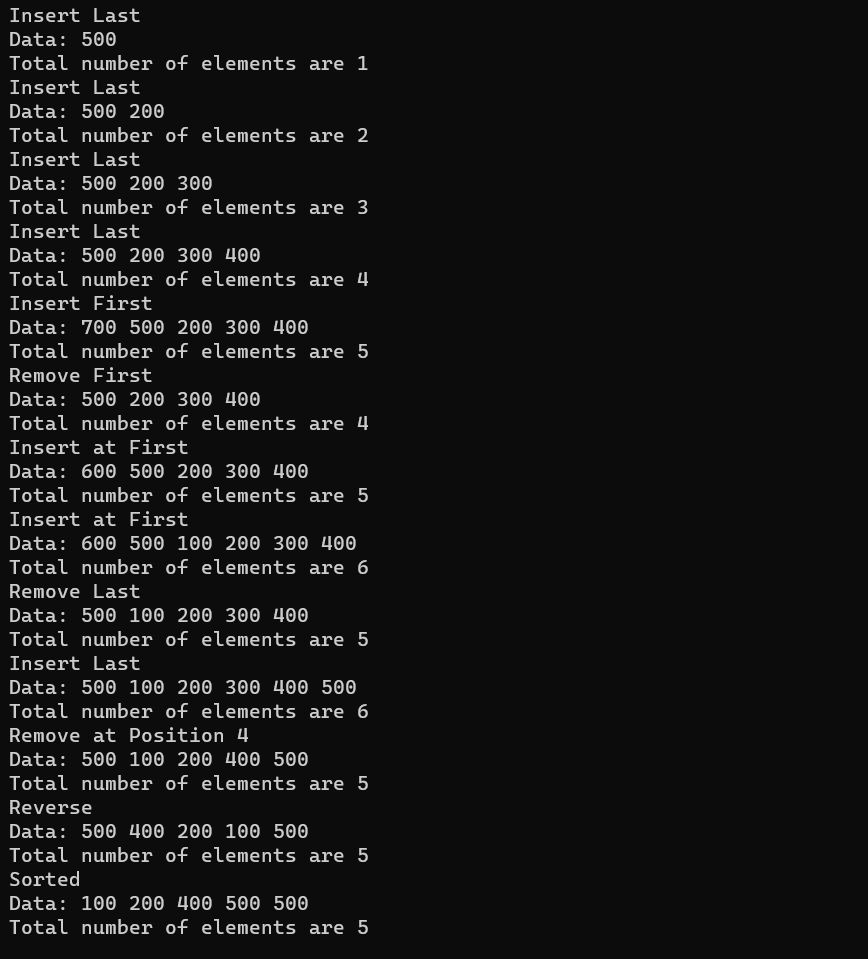 Insert Last
Data: 500
Total number of elements are 1
Insert Last
Data: 500 200
Total number of elements are 2
Insert Last
Data: 500 200 300
Total number of elements are 3
Insert Last
Data: 500 200 300 400
Total number of elements are 4
Insert First
Data: 700 500 200 300 400
Total number of elements are 5
Remove First
Data: 500 200 300 400
Total number of elements are 4
Insert at First
Data: 600 500 200 300 400
Total number of elements are 5
Insert at First
Data: 600 500 100 200 300 400
Total number of elements are 6
Remove Last
Data: 500 100 200 300 400
Total number of elements are 5
Insert Last
Data: 500 100 200 300 400 500
Total number of elements are 6
Remove at Position 4
Data: 500 100 200 400 500
Total number of elements are 5
Reverse
Data: 500 400 200 100 500
Total number of elements are 5
Sorted
Data: 100 200 400 500 500
Total number of elements are 5